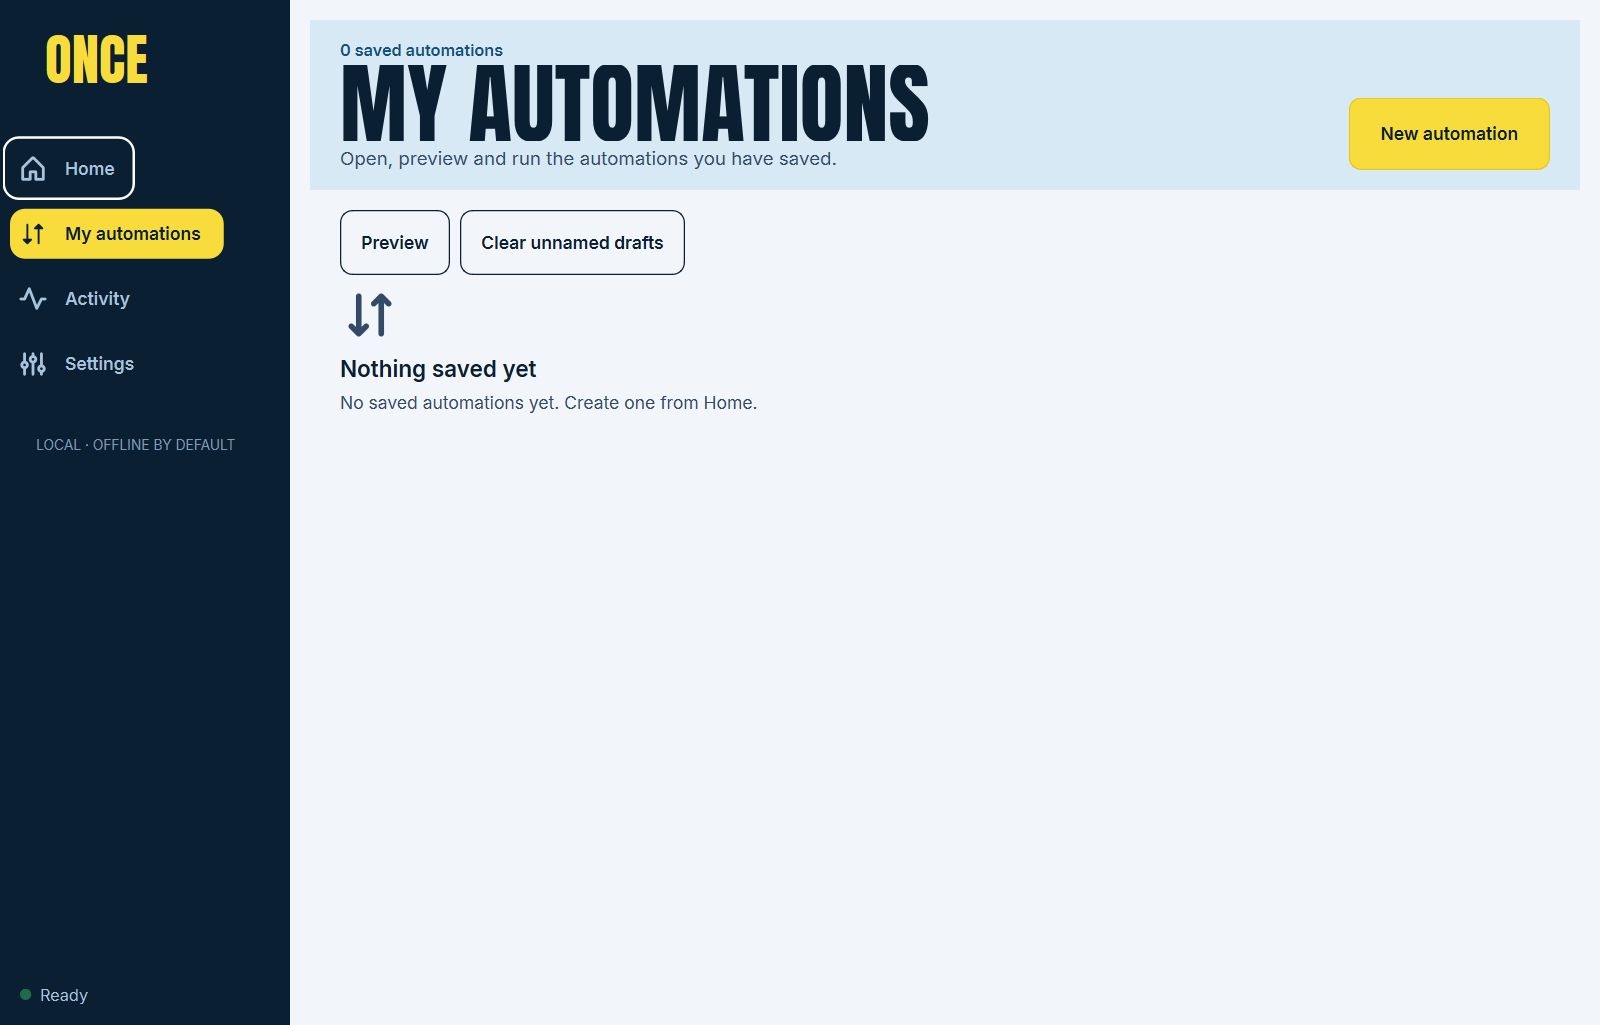 ONCE
Home
My automations
Activity
Settings
LOCAL · OFFLINE BY DEFAULT
Ready
0 saved automations
MY AUTOMATIONS
Open, preview and run the automations you have saved.
New automation
Preview
Clear unnamed drafts
Nothing saved yet
No saved automations yet. Create one from Home.